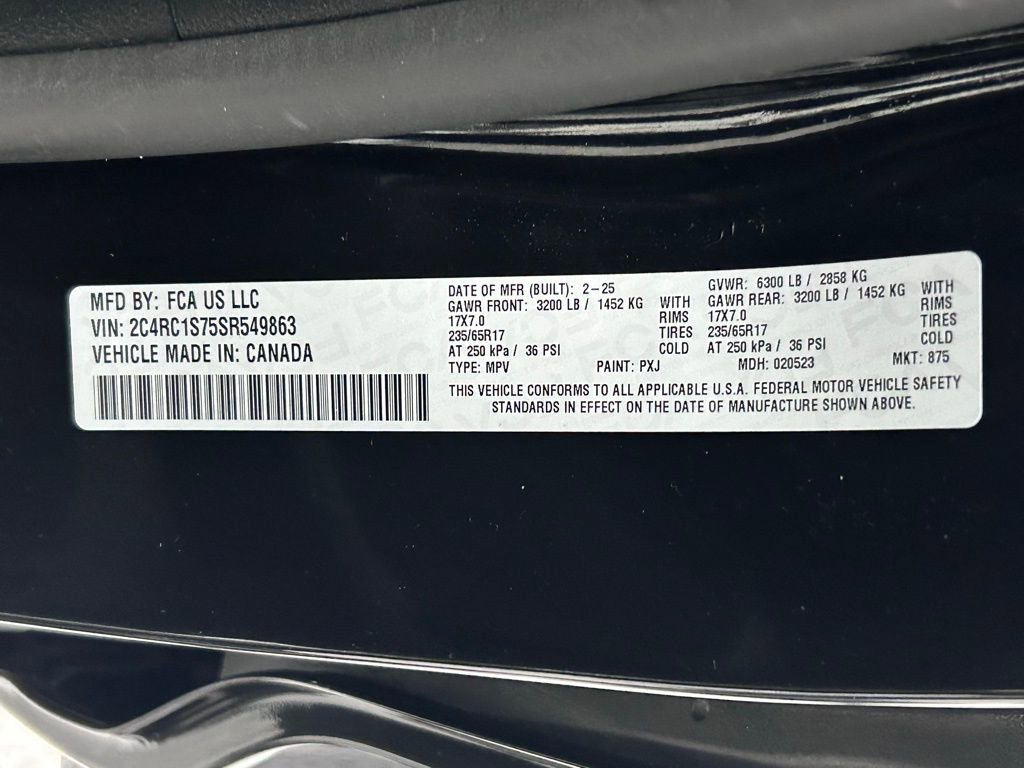 MFD BY: FCA US LLC
VIN: 2C4RC1S75SR549863
VEHICLE MADE IN: CANADA
DATE OF MFR (BUILT): 2-25
GAWR FRONT: 3200 LB / 1452 KG WITH
17X7.0 RIMS
235/65R17 TIRES
AT 250 kPa / 36 PSI COLD
GVWR: 6300 LB / 2858 KG
GAWR REAR: 3200 LB / 1452 KG WITH
17X7.0 RIMS
235/65R17 TIRES
AT 250 kPa / 36 PSI COLD
TYPE: MPV PAINT: PXJ MDH: 020523 MKT: 875
THIS VEHICLE CONFORMS TO ALL APPLICABLE U.S.A. FEDERAL MOTOR VEHICLE SAFETY
STANDARDS IN EFFECT ON THE DATE OF MANUFACTURE SHOWN ABOVE.